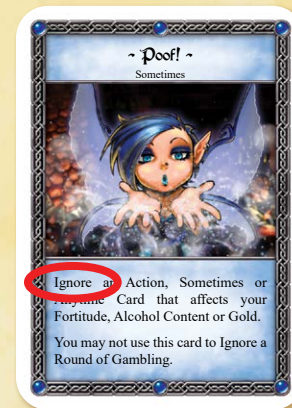 ~ Poof! ~
Sometimes
Ignore an Action, Sometimes or
Anytime Card that affects your
Fortitude, Alcohol Content or Gold.
You may not use this card to Ignore a
Round of Gambling.